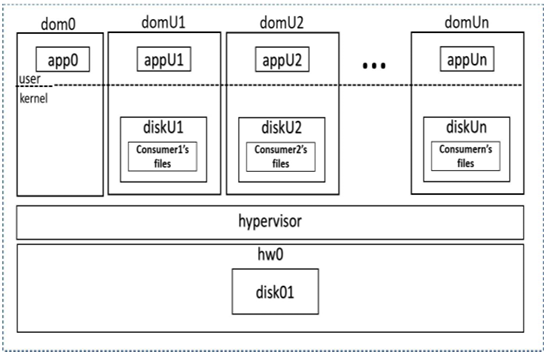 dom0 domU1 domU2 domUn
app0 appU1 appU2 ... appUn
user
kernel
diskU1 diskU2 diskUn
Consumer1's Consumer2's Consumern's
files files files
hypervisor
hw0
disk01